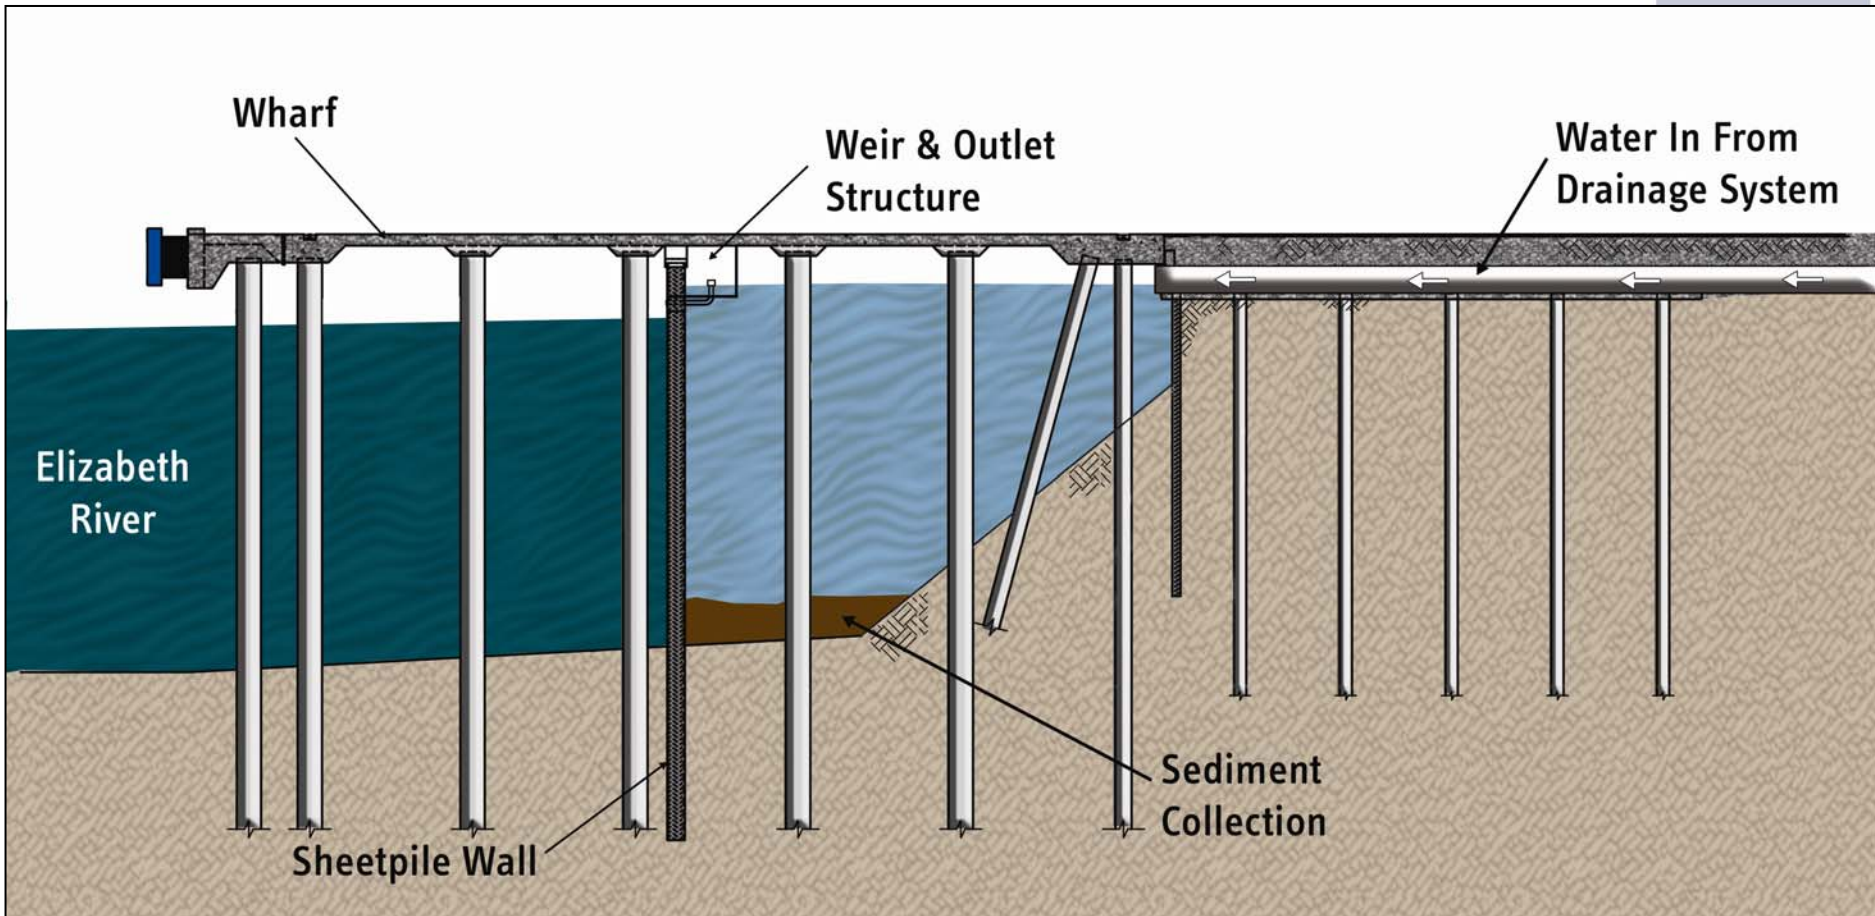 Wharf
Weir & Outlet
Structure
Water In From
Drainage System
Elizabeth
River
Sediment
Collection
Sheetpile Wall